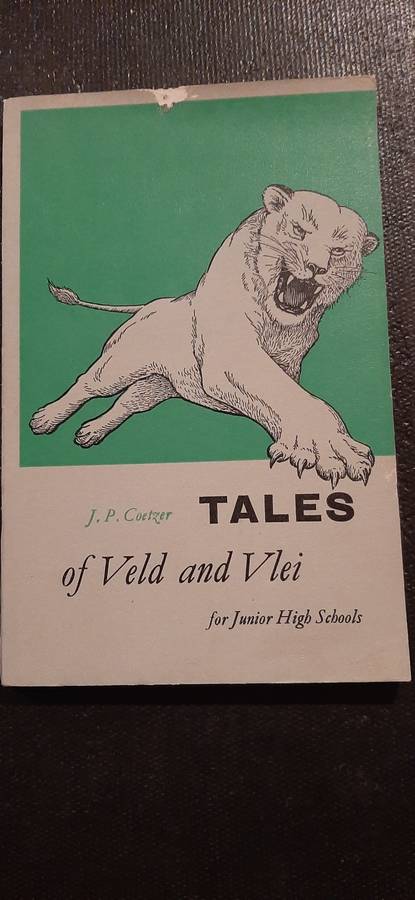 J. P. Coetzer TALES
of Veld and Vlei
for Junior High Schools